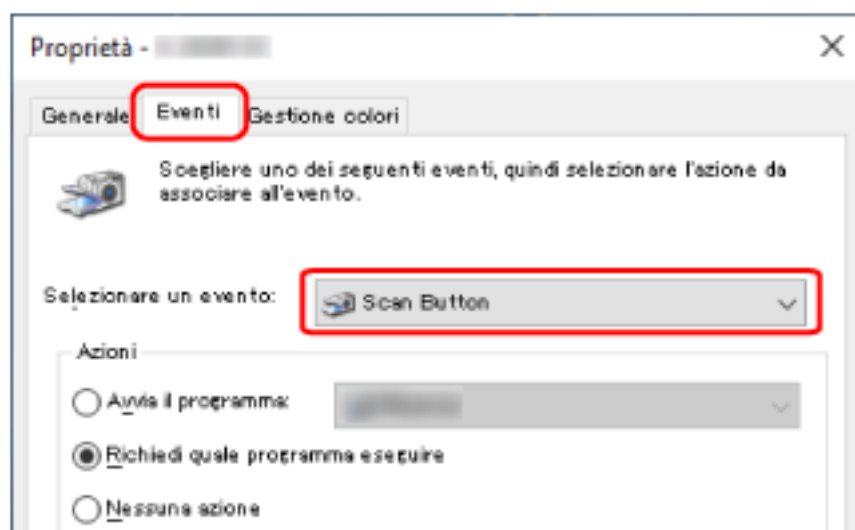 Proprietà -
Generale Eventi Gestione colori
Scegliere uno dei seguenti eventi, quindi selezionare l'azione da
associare all'evento.
Selezionare un evento: Scan Button
Azioni
Avvia il programma:
Richiedi quale programma eseguire
Nessuna azione